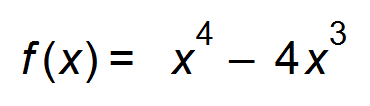 f(x) = x⁴ – 4x³